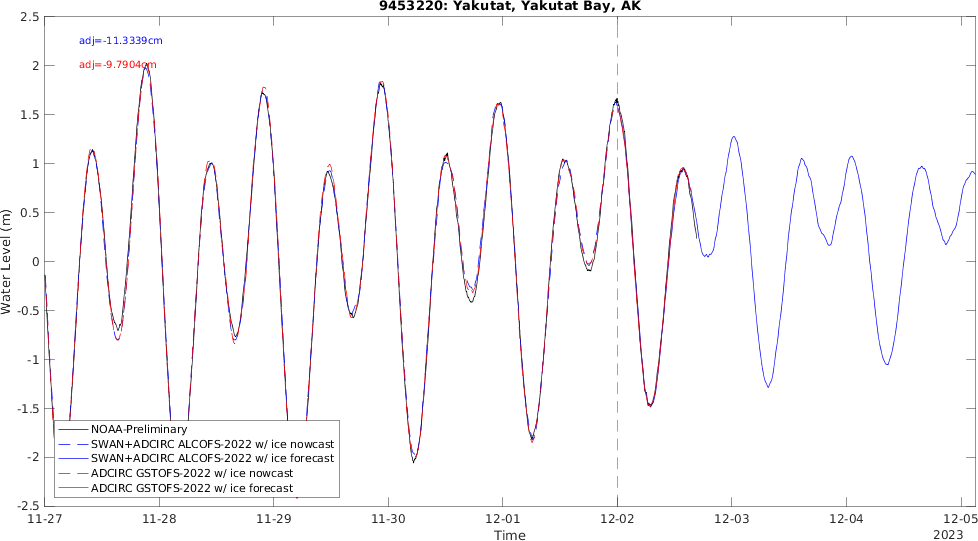 9453220: Yakutat, Yakutat Bay, AK
2.5
2
1.5
1
0.5
0
-0.5
-1
-1.5
-2
-2.5
Water Level (m)
adj=-11.3339cm
adj=-9.7904cm
NOAA-Preliminary
SWAN+ADCIRC ALCOFS-2022 w/ ice nowcast
SWAN+ADCIRC ALCOFS-2022 w/ ice forecast
ADCIRC GSTOFS-2022 w/ ice nowcast
ADCIRC GSTOFS-2022 w/ ice forecast
11-27 11-28 11-29 11-30 12-01 12-02 12-03 12-04 12-05
Time
2023